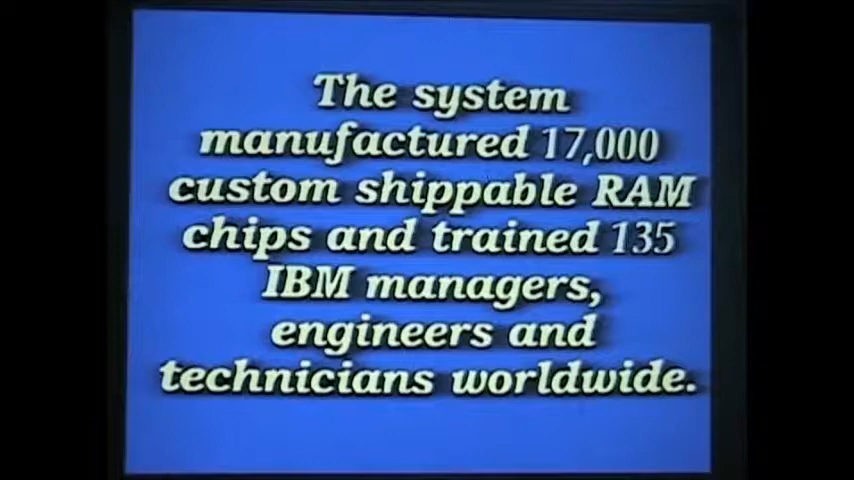 The system
manufactured 17,000
custom shippable RAM
chips and trained 135
IBM managers,
engineers and
technicians worldwide.